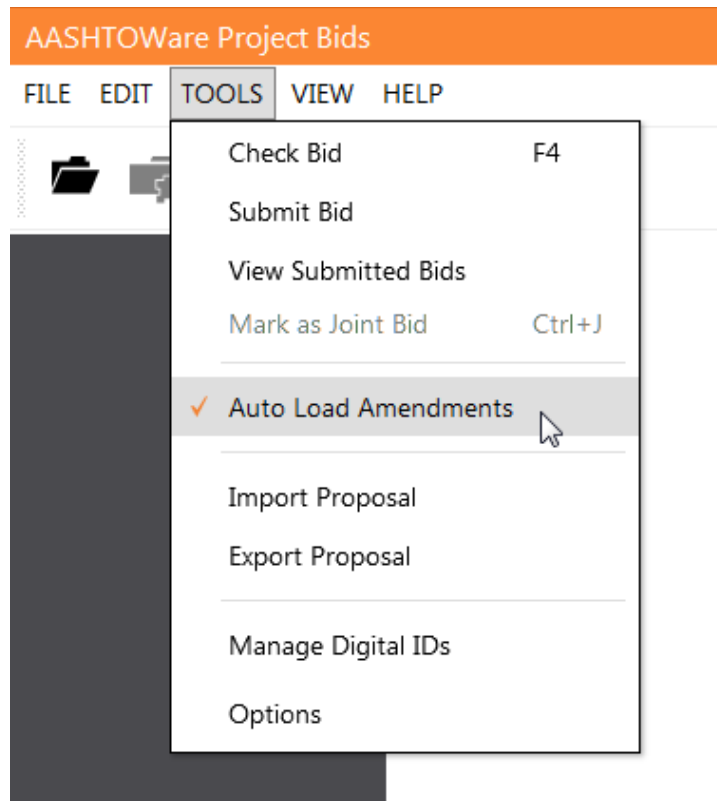 AASHTOWare Project Bids
FILE EDIT TOOLS VIEW HELP
Check Bid F4
Submit Bid
View Submitted Bids
Mark as Joint Bid Ctrl+J
Auto Load Amendments
Import Proposal
Export Proposal
Manage Digital IDs
Options